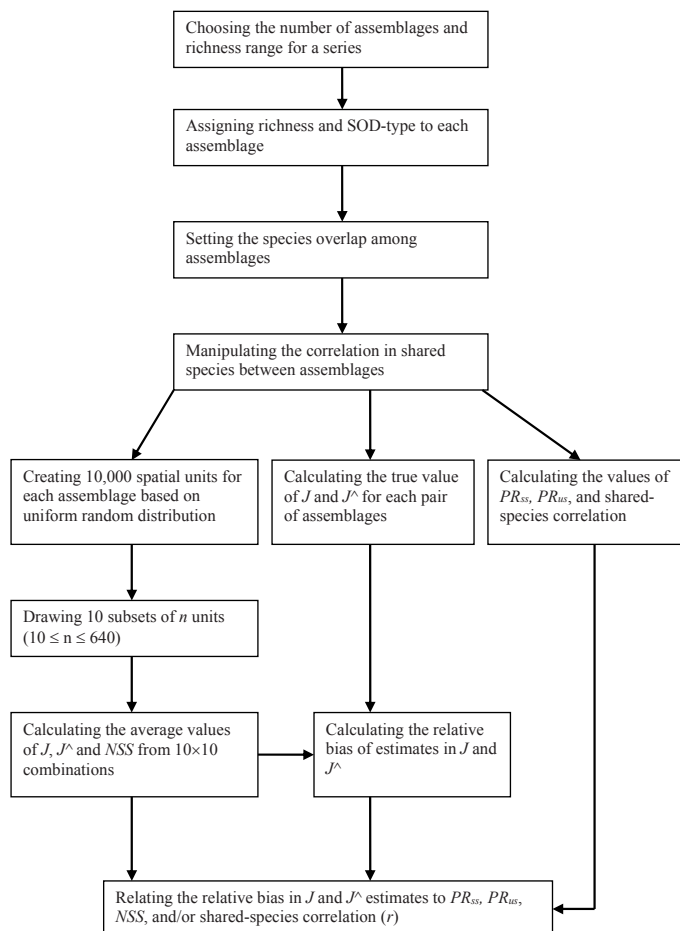 Choosing the number of assemblages and
richness range for a series
Assigning richness and SOD-type to each
assemblage
Setting the species overlap among
assemblages
Manipulating the correlation in shared
species between assemblages
Creating 10,000 spatial units for
each assemblage based on
uniform random distribution
Calculating the true value
of J and J^ for each pair
of assemblages
Calculating the values of
PRss, PRus, and shared-
species correlation
Drawing 10 subsets of n units
(10 ≤ n ≤ 640)
Calculating the average values
of J, J^ and NSS from 10×10
combinations
Calculating the relative
bias of estimates in J and
J^
Relating the relative bias in J and J^ estimates to PRss, PRus,
NSS, and/or shared-species correlation (r)